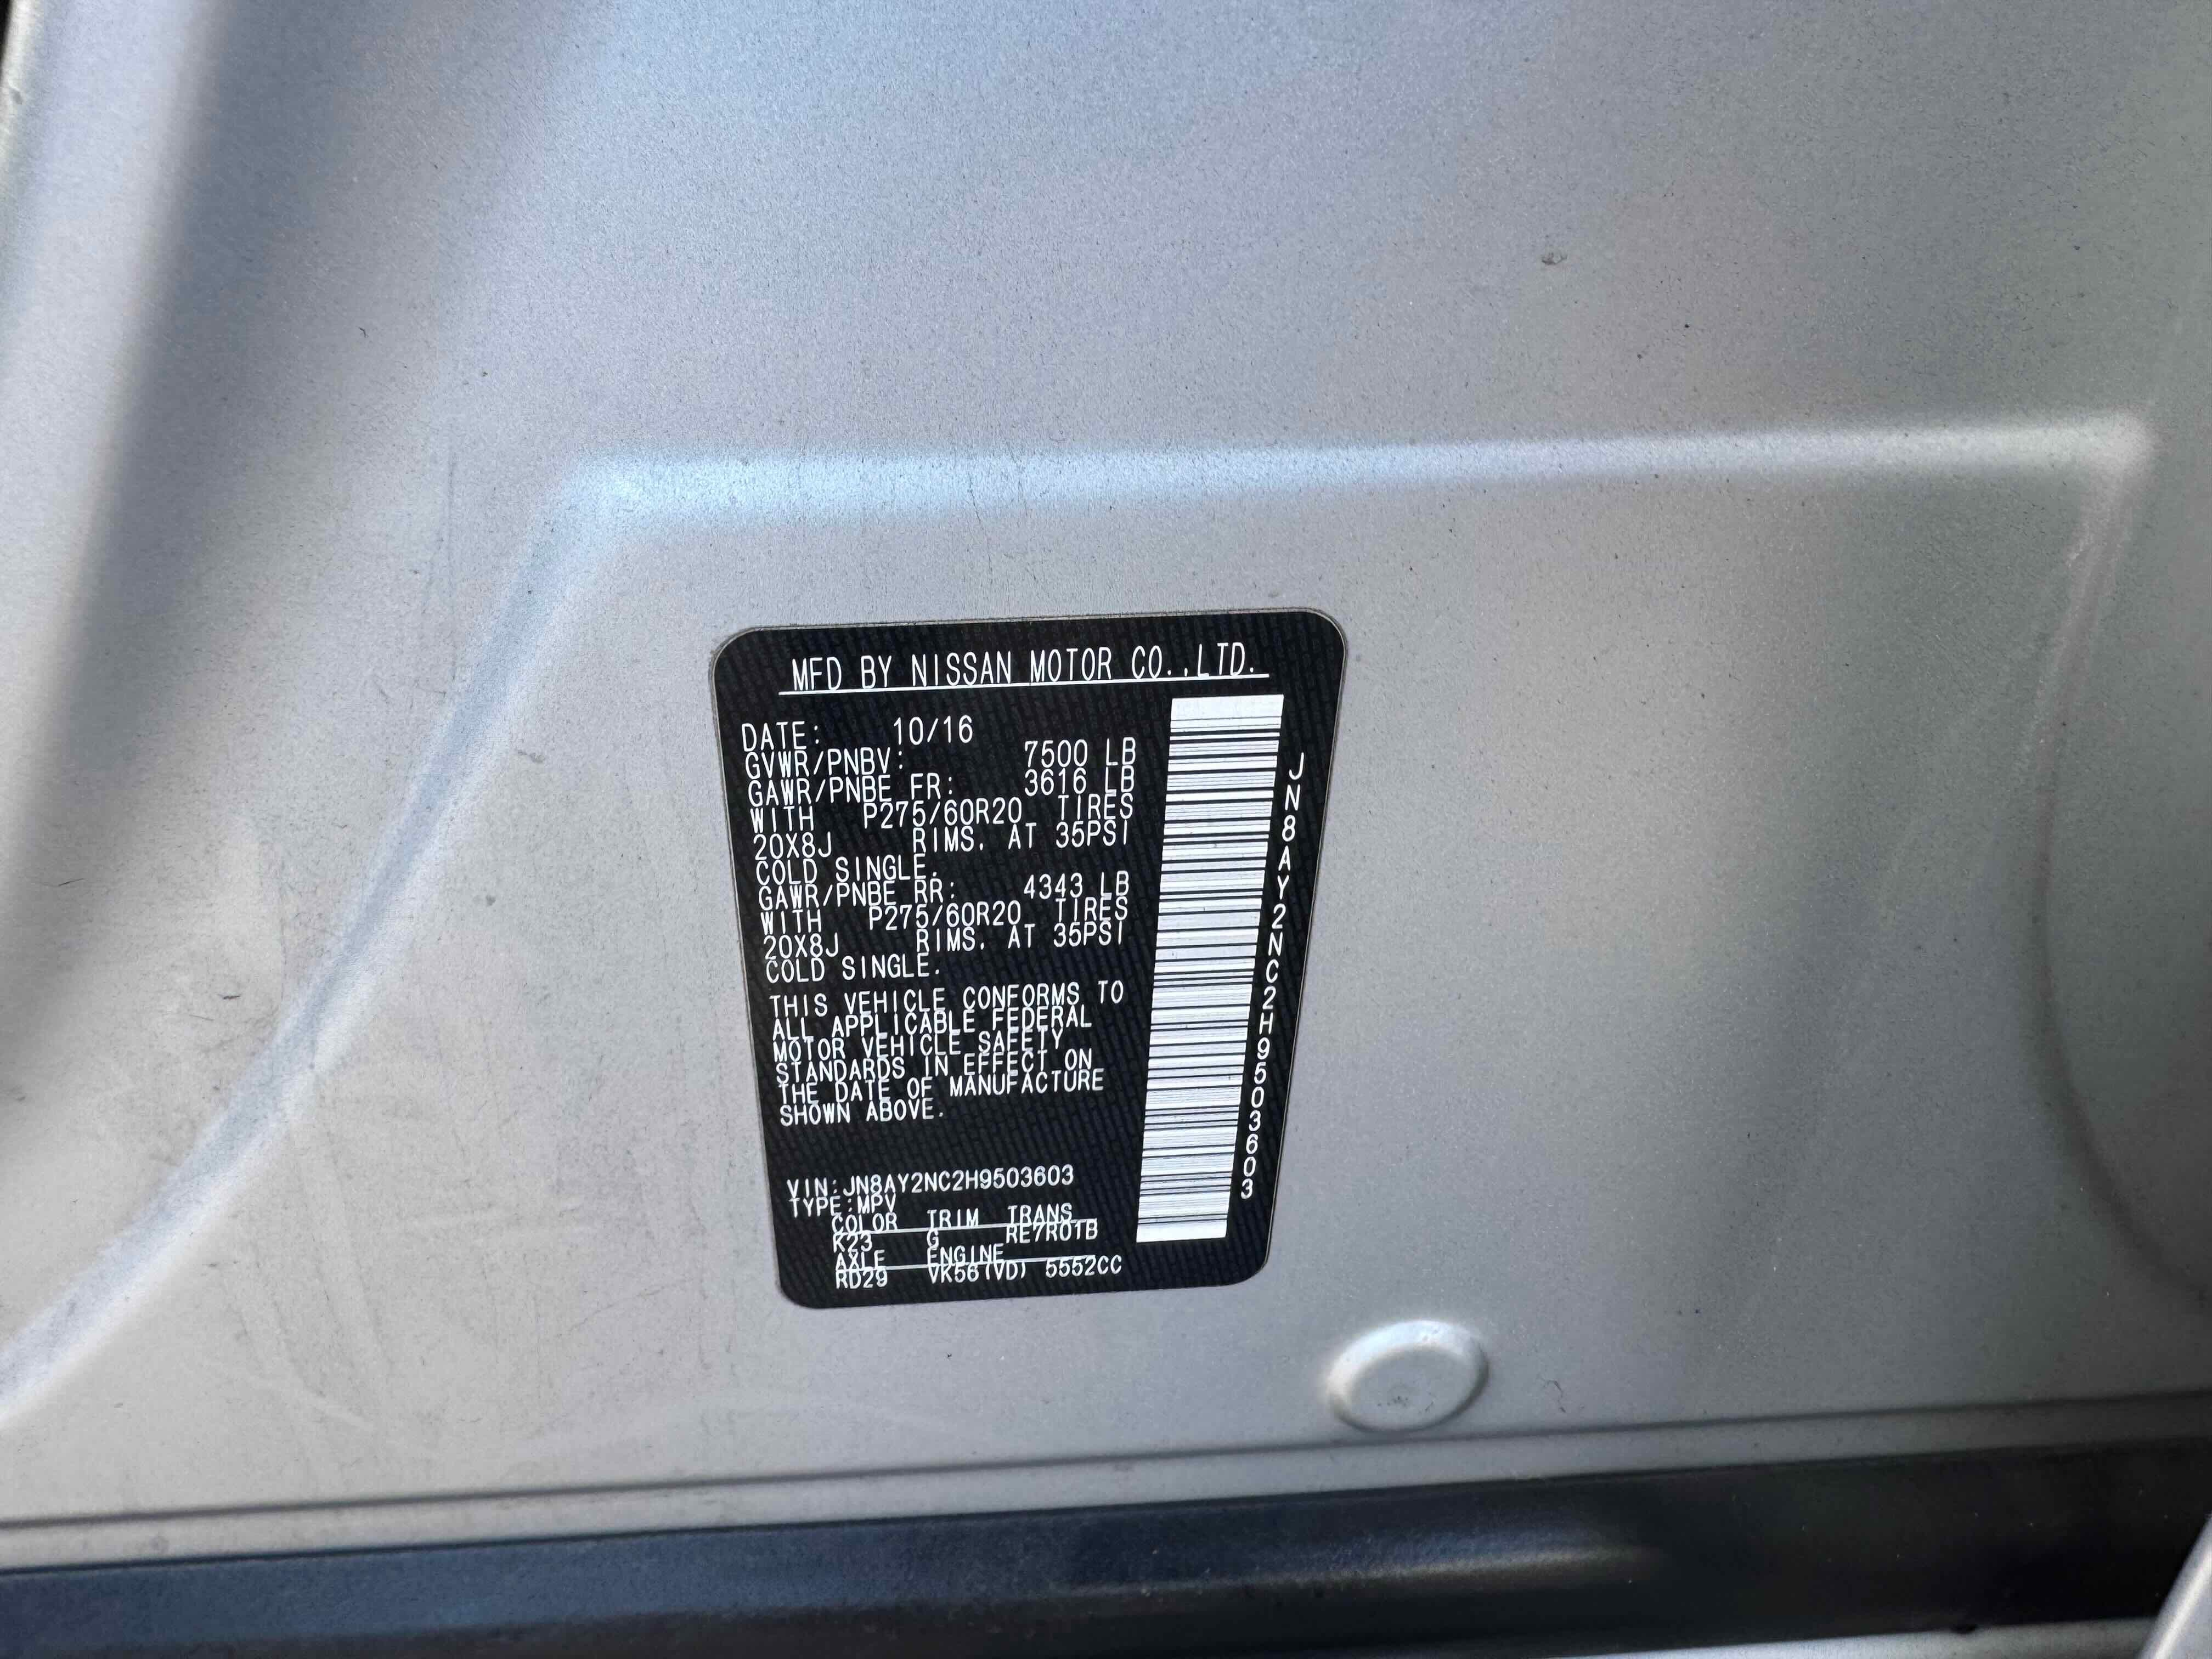 MFD BY NISSAN MOTOR CO.,LTD.
DATE: 10/16
GVWR/PNBV: 7500 LB
GAWR/PNBE FR: 3616 LB
WITH P275/60R20 TIRES
20X8J RIMS. AT 35PSI
COLD SINGLE.
GAWR/PNBE RR: 4343 LB
WITH P275/60R20 TIRES
20X8J RIMS. AT 35PSI
COLD SINGLE.
THIS VEHICLE CONFORMS TO
ALL APPLICABLE FEDERAL
MOTOR VEHICLE SAFETY
STANDARDS IN EFFECT ON
THE DATE OF MANUFACTURE
SHOWN ABOVE.
VIN:JN8AY2NC2H9503603
TYPE:MPV
COLOR TRIM TRANS
K23 G RE7R01B
AXLE ENGINE
RD29 VK56(VD) 5552CC
JN8AY2NC2H9503603